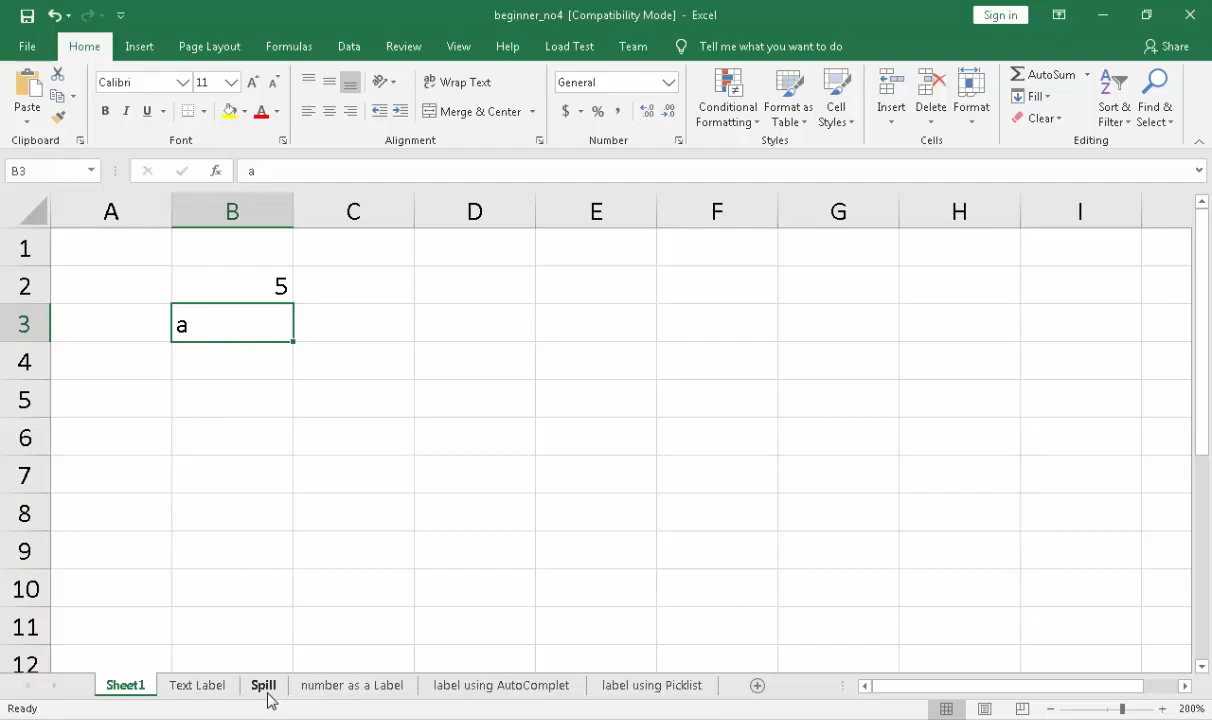 beginner_no4 [Compatibility Mode] - Excel
Sign in
File Home Insert Page Layout Formulas Data Review View Help Load Test Team Tell me what you want to do Share
Paste
Clipboard
Calibri 11
B I U
Font
Wrap Text
Merge & Center
Alignment
General
$ % ,
Number
Conditional Formatting
Format as Table
Cell Styles
Styles
Insert
Delete
Format
Cells
AutoSum
Fill
Clear
Sort & Filter
Find & Select
Editing
B3 fx a
A B C D E F G H I
1
2 5
3 a
4
5
6
7
8
9
10
11
12
Sheet1 Text Label Spill number as a Label label using AutoComplet label using Picklist
Ready 200%